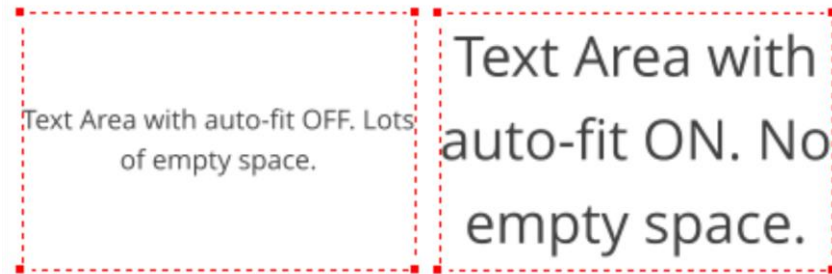 Text Area with auto-fit OFF. Lots
of empty space.
Text Area with
auto-fit ON. No
empty space.